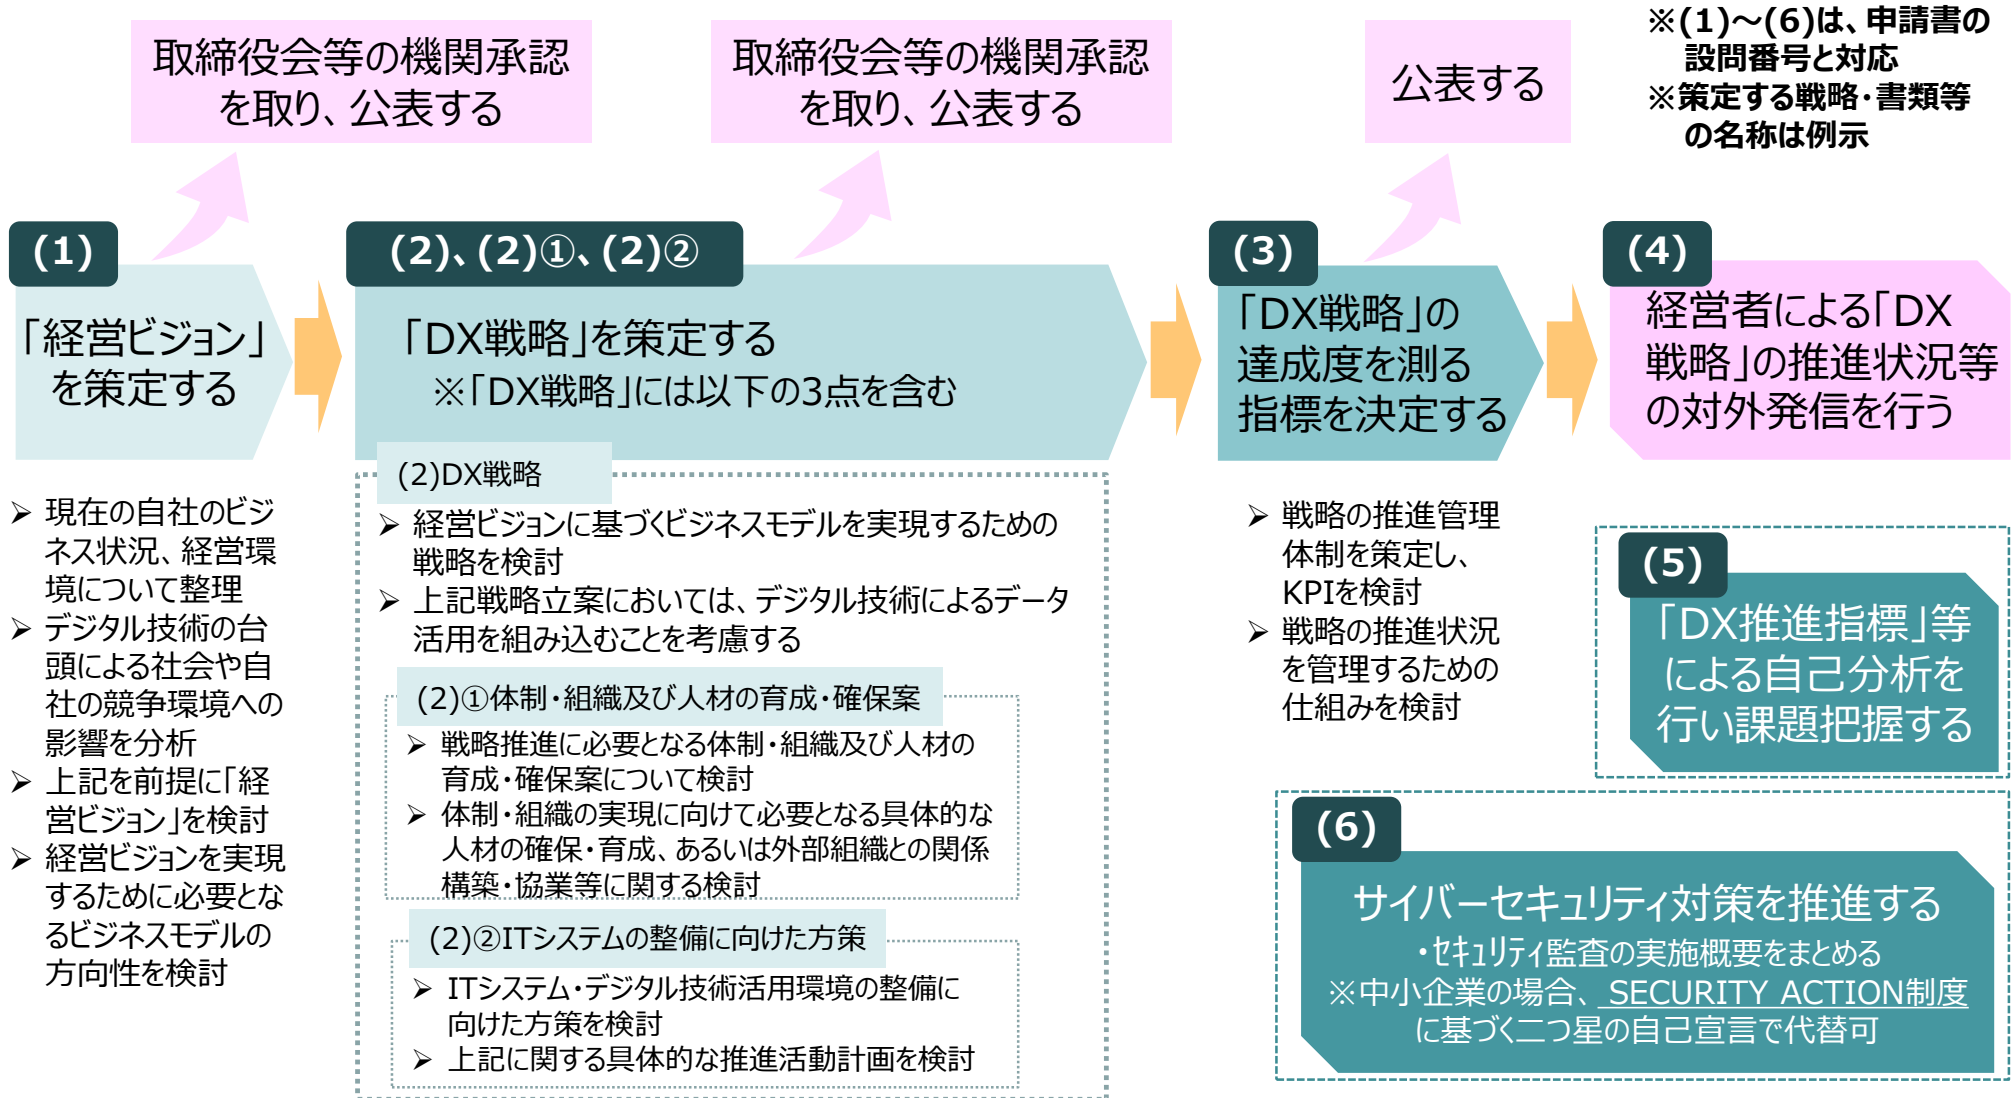 取締役会等の機関承認
を取り、公表する
取締役会等の機関承認
を取り、公表する
公表する
※(1)～(6)は、申請書の
設問番号と対応
※策定する戦略・書類等
の名称は例示
(1)
「経営ビジョン」
を策定する
➢ 現在の自社のビジ
ネス状況、経営環
境について整理
➢ デジタル技術の台
頭による社会や自
社の競争環境への
影響を分析
➢ 上記を前提に「経
営ビジョン」を検討
➢ 経営ビジョンを実現
するために必要とな
るビジネスモデルの
方向性を検討
(2)、(2)①、(2)②
「DX戦略」を策定する
※「DX戦略」には以下の3点を含む
(2)DX戦略
➢ 経営ビジョンに基づくビジネスモデルを実現するための
戦略を検討
➢ 上記戦略立案においては、デジタル技術によるデータ
活用を組み込むことを考慮する
(2)①体制・組織及び人材の育成・確保案
➢ 戦略推進に必要となる体制・組織及び人材の
育成・確保案について検討
➢ 体制・組織の実現に向けて必要となる具体的な
人材の確保・育成、あるいは外部組織との関係
構築・協業等に関する検討
(2)②ITシステムの整備に向けた方策
➢ ITシステム・デジタル技術活用環境の整備に
向けた方策を検討
➢ 上記に関する具体的な推進活動計画を検討
(3)
「DX戦略」の
達成度を測る
指標を決定する
➢ 戦略の推進管理
体制を策定し、
KPIを検討
➢ 戦略の推進状況
を管理するための
仕組みを検討
(4)
経営者による「DX
戦略」の推進状況等
の対外発信を行う
(5)
「DX推進指標」等
による自己分析を
行い課題把握する
(6)
サイバーセキュリティ対策を推進する
・ｾｷｭﾘﾃｨ監査の実施概要をまとめる
※中小企業の場合、 SECURITY ACTION制度
に基づく二つ星の自己宣言で代替可